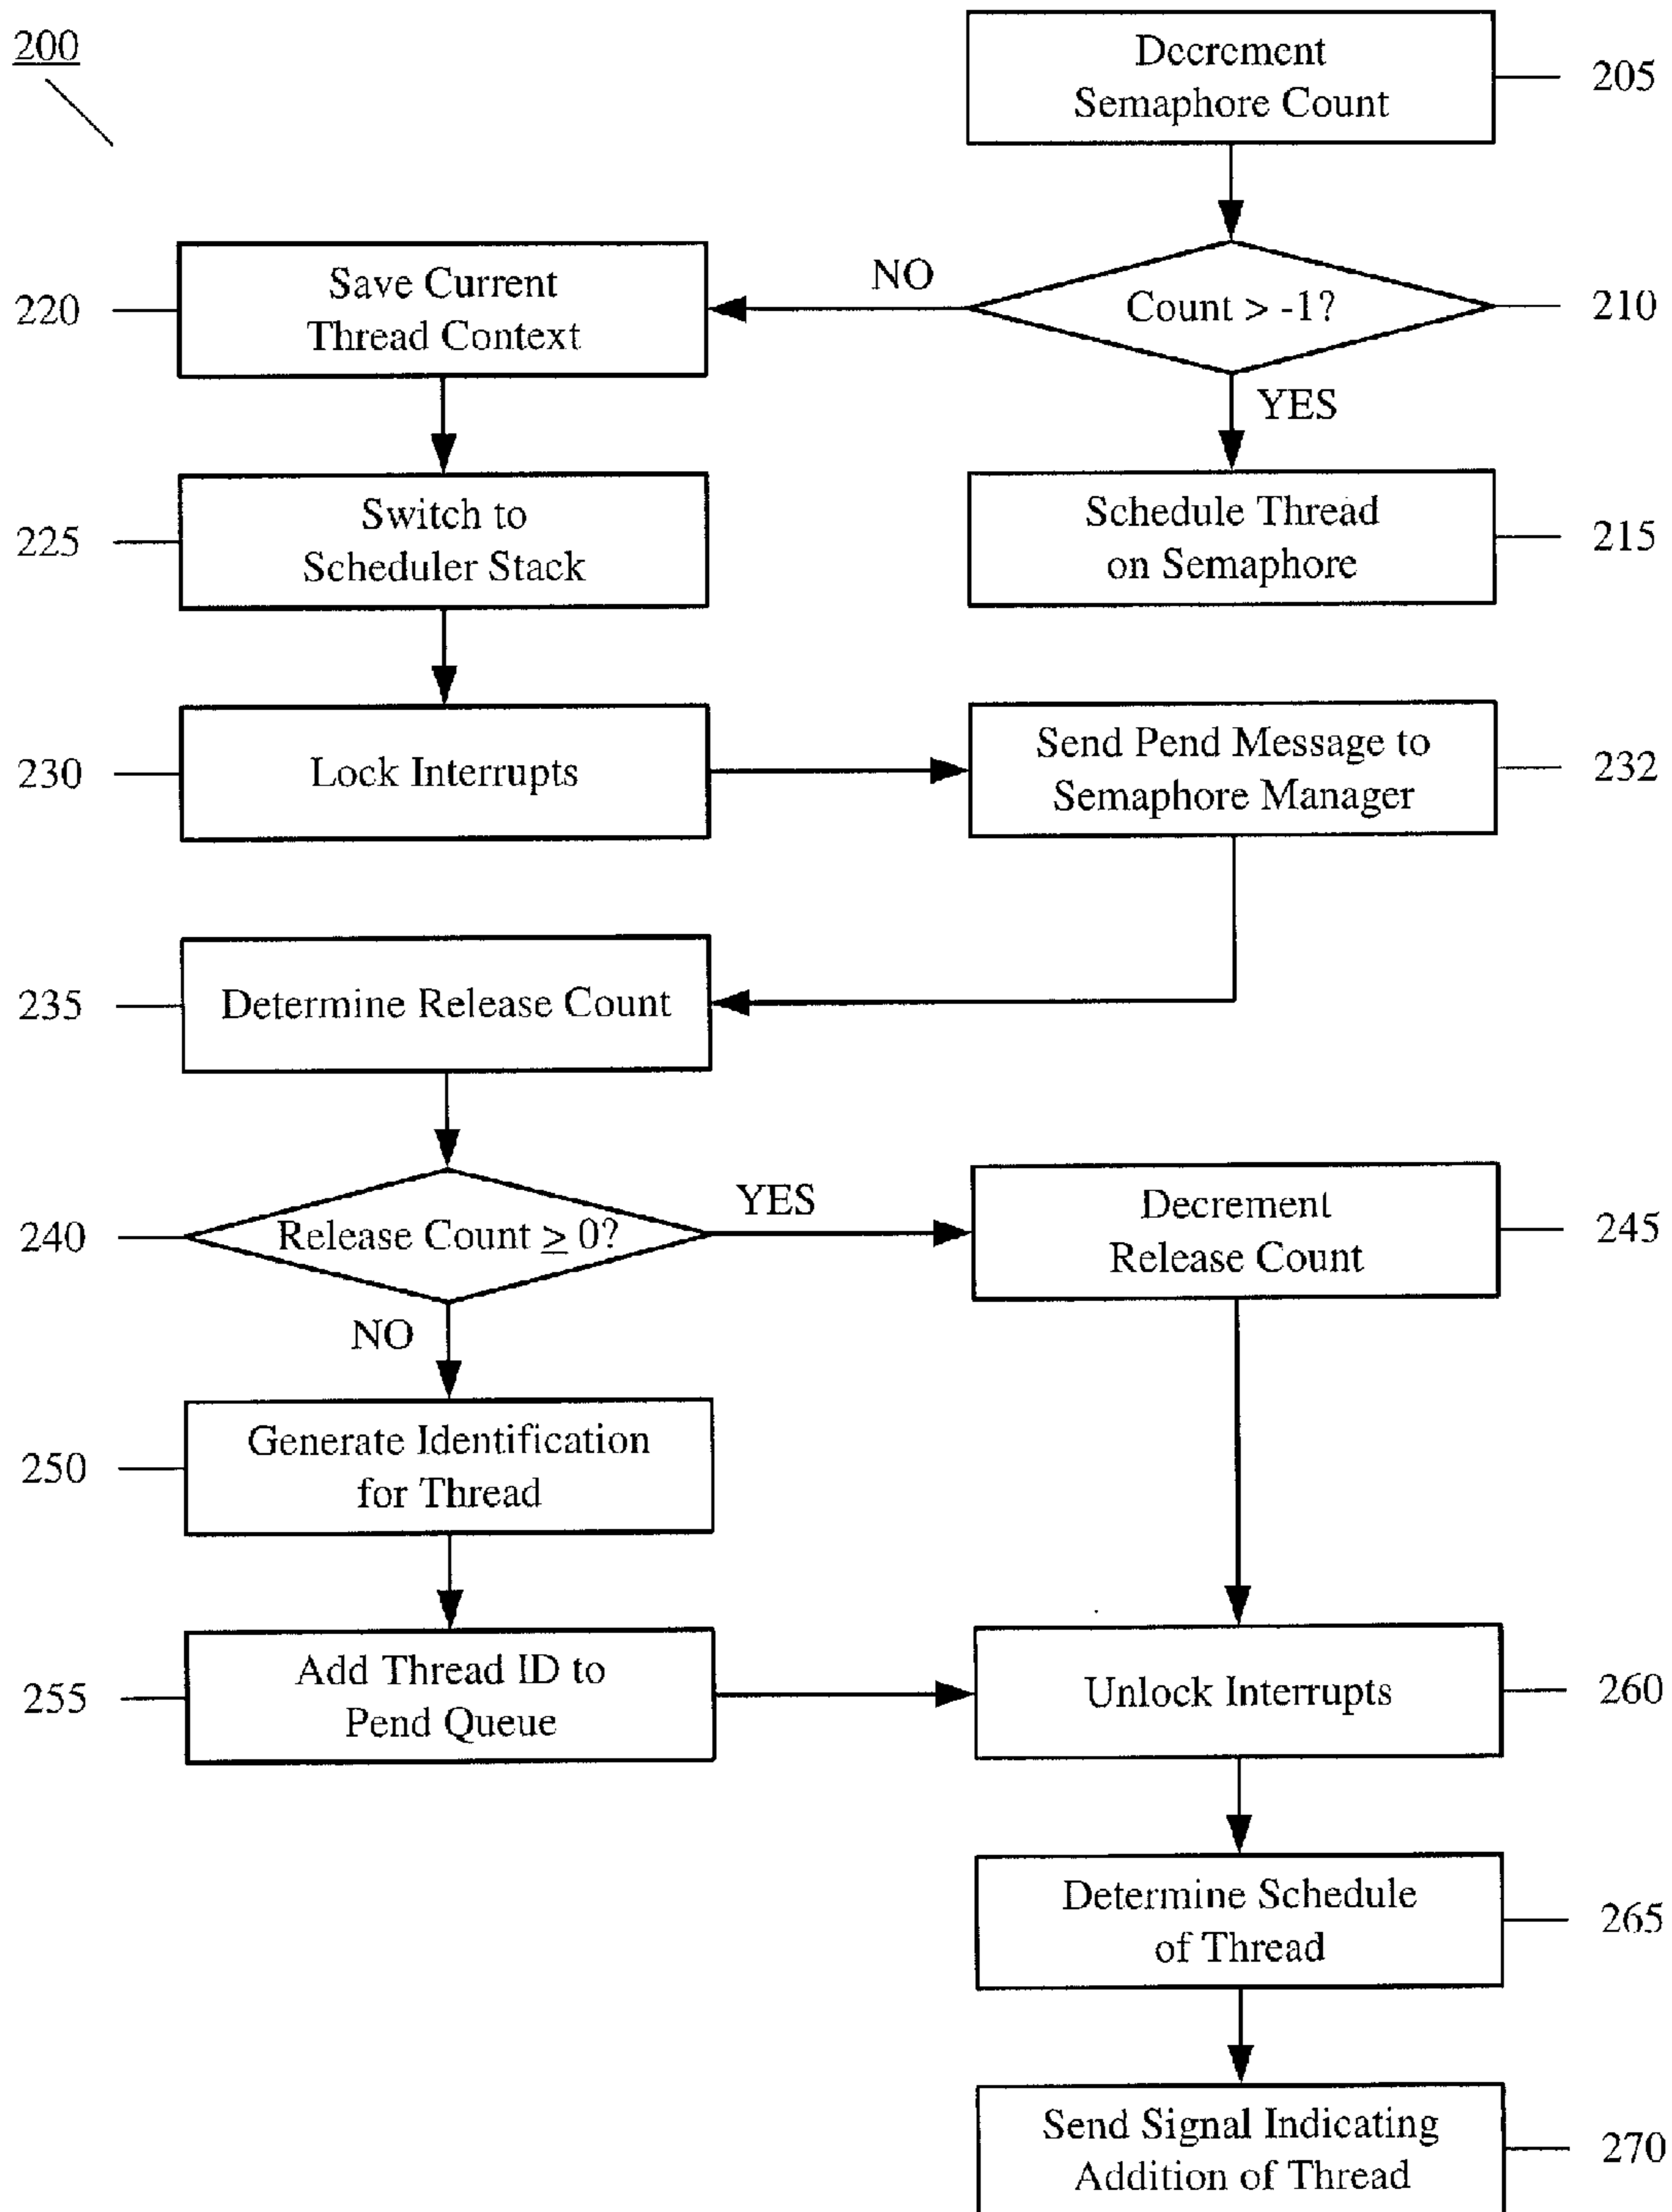 200
Decrement
Semaphore Count
205
NO
Count > -1?
210
220
Save Current
Thread Context
YES
225
Switch to
Scheduler Stack
Schedule Thread
on Semaphore
215
230
Lock Interrupts
Send Pend Message to
Semaphore Manager
232
235
Determine Release Count
240
Release Count ≥ 0?
YES
Decrement
Release Count
245
NO
250
Generate Identification
for Thread
255
Add Thread ID to
Pend Queue
Unlock Interrupts
260
Determine Schedule
of Thread
265
Send Signal Indicating
Addition of Thread
270